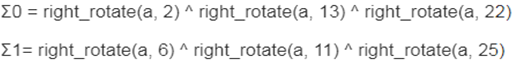 Σ0 = right_rotate(a, 2) ^ right_rotate(a, 13) ^ right_rotate(a, 22)
Σ1= right_rotate(a, 6) ^ right_rotate(a, 11) ^ right_rotate(a, 25)